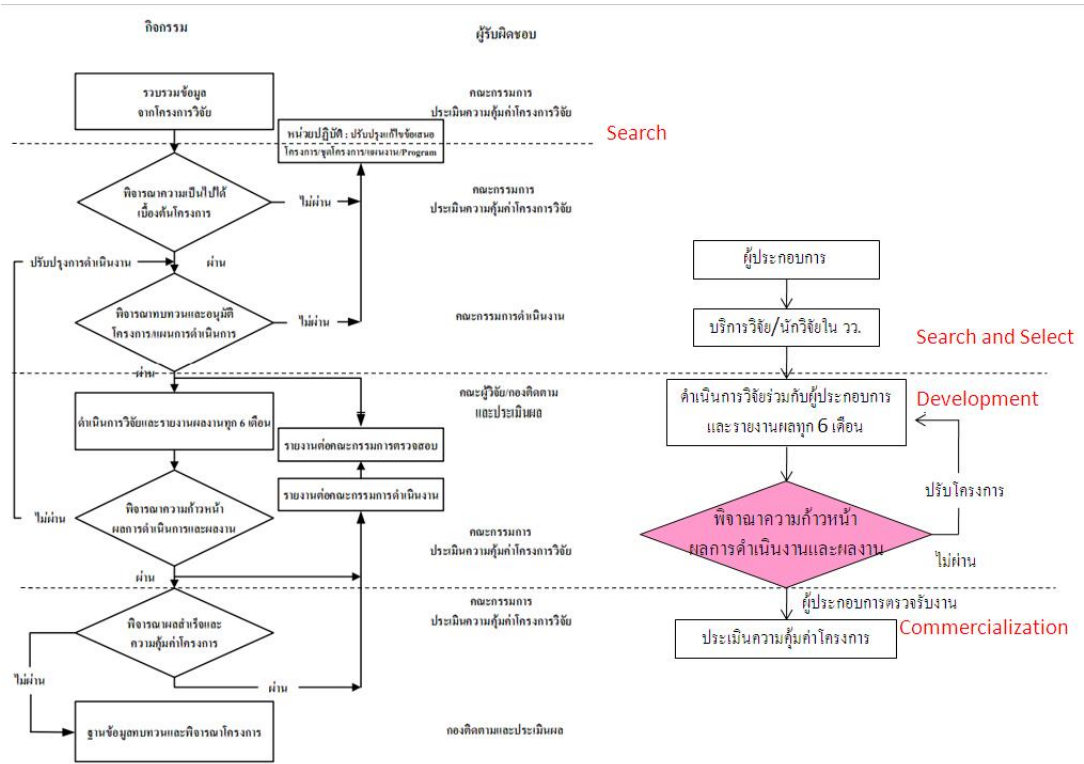 กิจกรรม
ผู้รับผิดชอบ
รวบรวมข้อมูล
จากโครงการวิจัย
คณะกรรมการ
ประเมินความคุ้มค่าโครงการวิจัย
หน่วยปฏิบัติ : ปรับปรุงแก้ไขข้อเสนอ
โครงการ/ชุดโครงการ/แผนงาน/Program
Search
พิจารณาความเป็นไปได้
เบื้องต้นโครงการ
ไม่ผ่าน
คณะกรรมการ
ประเมินความคุ้มค่าโครงการวิจัย
ปรับปรุงการดำเนินงาน
ผ่าน
พิจารณาทบทวนและอนุมัติ
โครงการ/แผนการดำเนินการ
ไม่ผ่าน
คณะกรรมการดำเนินงาน
ผ่าน
คณะผู้วิจัย/กองติดตาม
และประเมินผล
ดำเนินการวิจัยและรายงานผลงานทุก 6 เดือน
รายงานต่อคณะกรรมการตรวจสอบ
รายงานต่อคณะกรรมการดำเนินงาน
พิจารณาความก้าวหน้า
ผลการดำเนินการและผลงาน
ไม่ผ่าน
คณะกรรมการ
ประเมินความคุ้มค่าโครงการวิจัย
ผ่าน
พิจารณาผลสำเร็จและ
ความคุ้มค่าโครงการ
คณะกรรมการ
ประเมินความคุ้มค่าโครงการวิจัย
ไม่ผ่าน
ผ่าน
ฐานข้อมูลทบทวนและพิจารณาโครงการ
กองติดตามและประเมินผล
ผู้ประกอบการ
บริการวิจัย/นักวิจัยใน วว.
Search and Select
ดำเนินการวิจัยร่วมกับผู้ประกอบการ
และรายงานผลทุก 6 เดือน
Development
ปรับโครงการ
พิจาณาความก้าวหน้า
ผลการดำเนินงานและผลงาน
ไม่ผ่าน
ผู้ประกอบการตรวจรับงาน
ประเมินความคุ้มค่าโครงการ
Commercialization